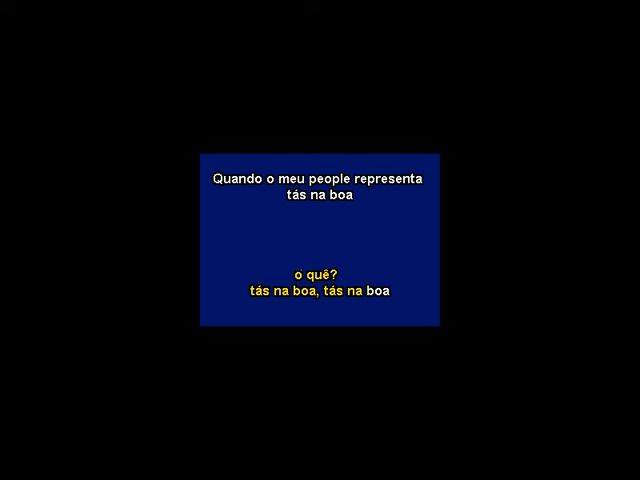 Quando o meu people representa
tás na boa
o quê?
tás na boa, tás na boa